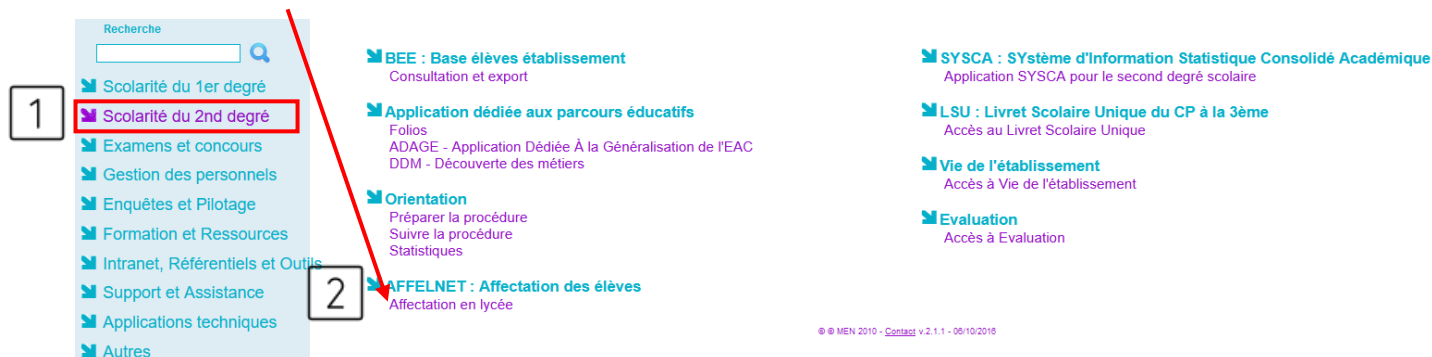 Recherche
1
Scolarité du 1er degré
Scolarité du 2nd degré
Examens et concours
Gestion des personnels
Enquêtes et Pilotage
Formation et Ressources
Intranet, Référentiels et Outils
Support et Assistance
Applications techniques
Autres
BEE : Base élèves établissement
Consultation et export
Application dédiée aux parcours éducatifs
Folios
ADAGE - Application Dédiée À la Généralisation de l'EAC
DDM - Découverte des métiers
Orientation
Préparer la procédure
Suivre la procédure
Statistiques
2
AFFELNET : Affectation des élèves
Affectation en lycée
SYSCA : SYstème d'Information Statistique Consolidé Académique
Application SYSCA pour le second degré scolaire
LSU : Livret Scolaire Unique du CP à la 3ème
Accès au Livret Scolaire Unique
Vie de l'établissement
Accès à Vie de l'établissement
Evaluation
Accès à Evaluation
© © MEN 2010 - Contact v.2.1.1 - 06/10/2016